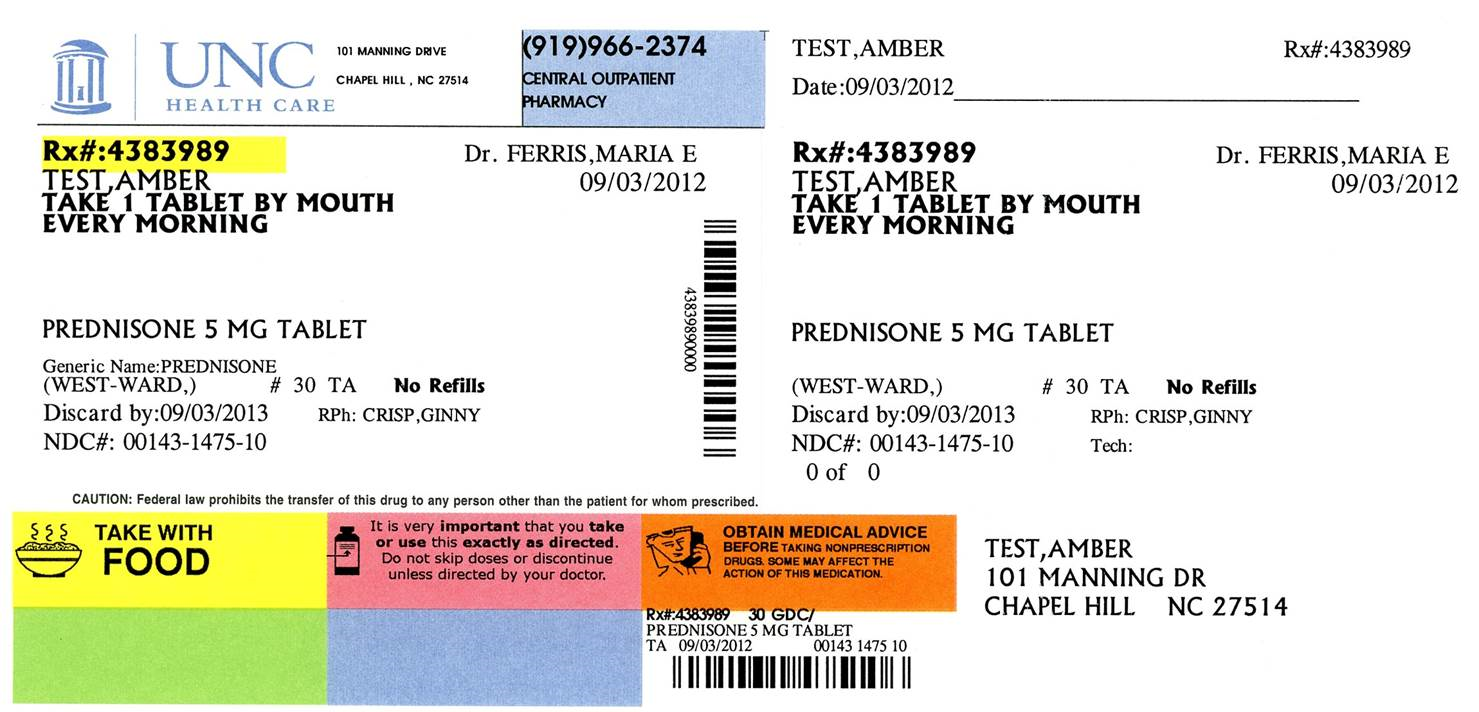 UNC
HEALTH CARE
101 MANNING DRIVE
CHAPEL HILL , NC 27514
(919)966-2374
CENTRAL OUTPATIENT
PHARMACY
Rx#:4383989
Dr. FERRIS,MARIA E
TEST,AMBER
09/03/2012
TAKE 1 TABLET BY MOUTH
EVERY MORNING
43839890000
PREDNISONE 5 MG TABLET
Generic Name:PREDNISONE
(WEST-WARD,) # 30 TA No Refills
Discard by:09/03/2013 RPh: CRISP,GINNY
NDC#: 00143-1475-10
CAUTION: Federal law prohibits the transfer of this drug to any person other than the patient for whom prescribed.
TAKE WITH
FOOD
It is very important that you take
or use this exactly as directed.
Do not skip doses or discontinue
unless directed by your doctor.
OBTAIN MEDICAL ADVICE
BEFORE TAKING NONPRESCRIPTION
DRUGS. SOME MAY AFFECT THE
ACTION OF THIS MEDICATION.
Rx#:4383989 30 GDC/
PREDNISONE 5 MG TABLET
TA 09/03/2012 00143 1475 10
TEST,AMBER Rx#:4383989
Date:09/03/2012
Rx#:4383989 Dr. FERRIS,MARIA E
TEST,AMBER 09/03/2012
TAKE 1 TABLET BY MOUTH
EVERY MORNING
PREDNISONE 5 MG TABLET
(WEST-WARD,) # 30 TA No Refills
Discard by:09/03/2013 RPh: CRISP,GINNY
NDC#: 00143-1475-10 Tech:
0 of 0
TEST,AMBER
101 MANNING DR
CHAPEL HILL NC 27514